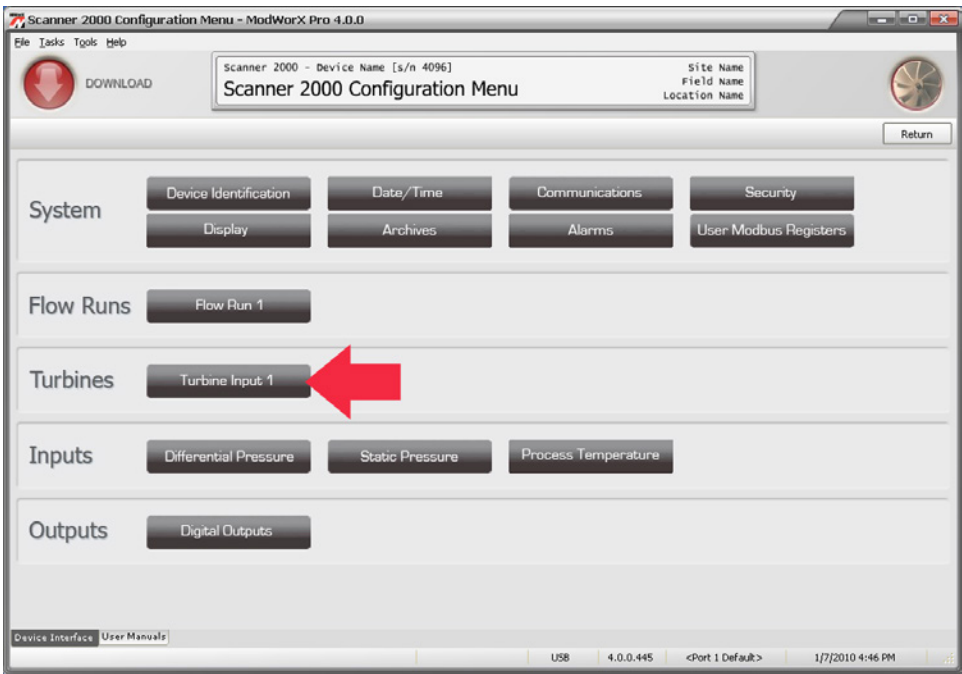 Scanner 2000 Configuration Menu - ModWorX Pro 4.0.0
File Tasks Tools Help
DOWNLOAD
Scanner 2000 - Device Name [s/n 4096]
Scanner 2000 Configuration Menu
Site Name
Field Name
Location Name
Return
System
Device Identification Date/Time Communications Security
Display Archives Alarms User Modbus Registers
Flow Runs Flow Run 1
Turbines Turbine Input 1
Inputs Differential Pressure Static Pressure Process Temperature
Outputs Digital Outputs
Device Interface User Manuals
USB 4.0.0.445 <Port 1 Default> 1/7/2010 4:46 PM